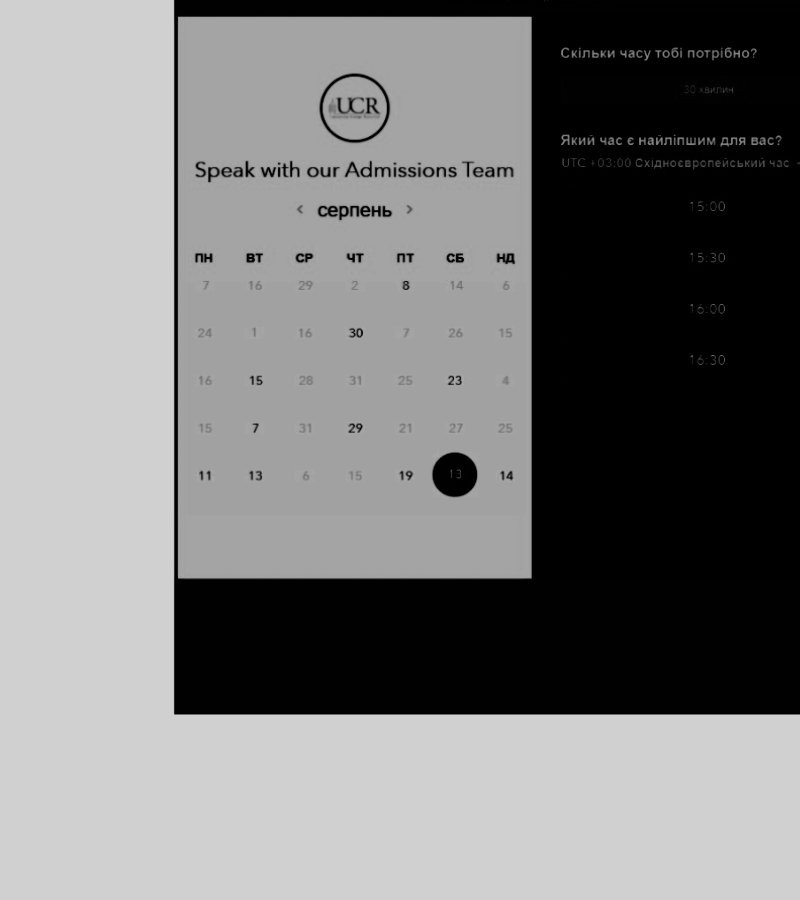 UCR
Speak with our Admissions Team
< серпень >
ПН ВТ СР ЧТ ПТ СБ НД
7 16 29 2 8 14 6
24 1 16 30 7 26 15
16 15 28 31 25 23 4
15 7 31 29 21 27 25
11 13 6 15 19 13 14
Скільки часу тобі потрібно?
30 хвилин
Який час є найліпшим для вас?
UTC +03:00 Східноєвропейський час
15:00
15:30
16:00
16:30